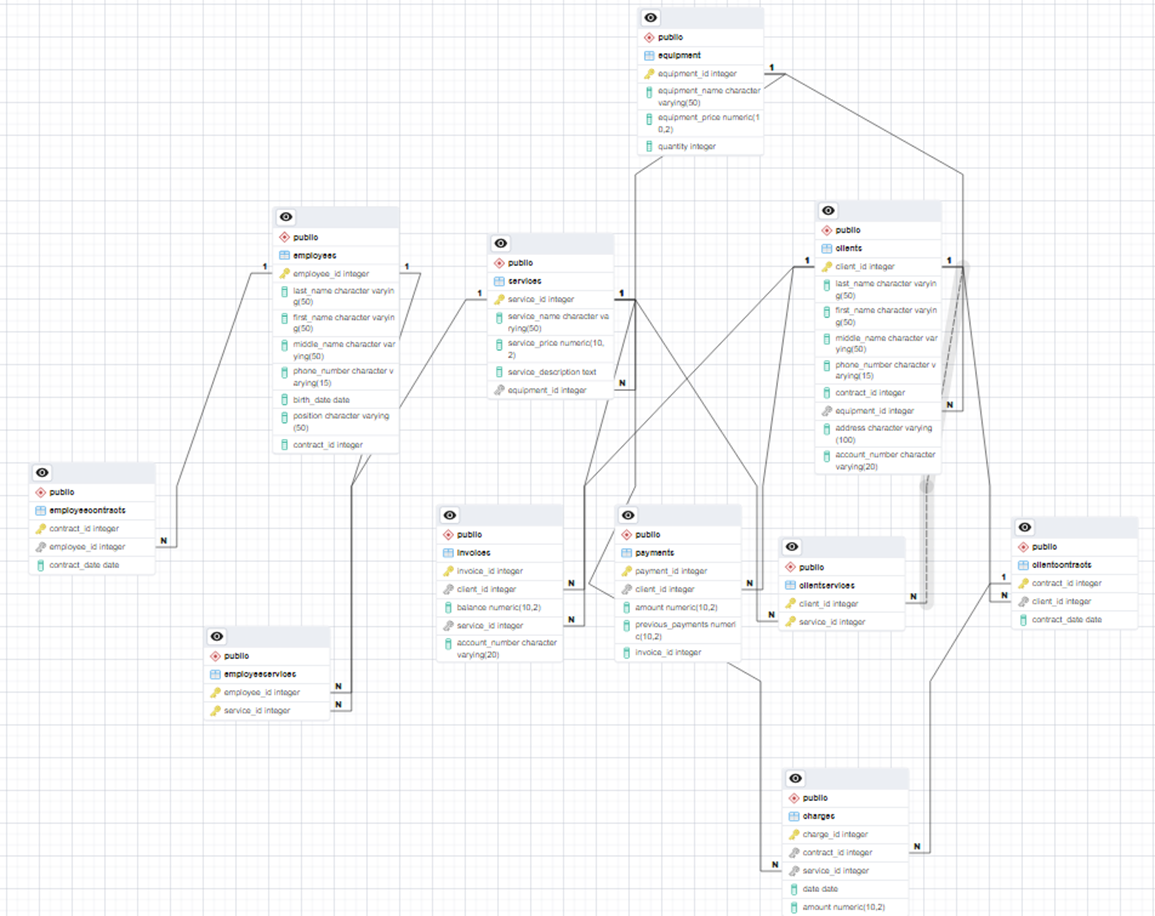 public
equipment
equipment_id integer
equipment_name character
varying(50)
equipment_price numeric(1
0,2)
quantity integer
1
public
employees
employee_id integer
last_name character varyin
g(50)
first_name character varyin
g(50)
middle_name character var
ying(50)
phone_number character v
arying(15)
birth_date date
position character varying
(50)
contract_id integer
1
1
public
services
service_id integer
service_name character va
rying(50)
service_price numeric(10,
2)
service_description text
equipment_id integer
1
1
N
public
clients
client_id integer
last_name character varyin
g(50)
first_name character varyin
g(50)
middle_name character var
ying(50)
phone_number character v
arying(15)
contract_id integer
equipment_id integer
address character varying
(100)
account_number character
varying(20)
1
1
N
public
employeecontracts
contract_id integer
employee_id integer
contract_date date
N
public
invoices
invoice_id integer
client_id integer
balance numeric(10,2)
service_id integer
account_number character
varying(20)
N
N
public
payments
payment_id integer
client_id integer
amount numeric(10,2)
previous_payments numeri
c(10,2)
invoice_id integer
N
public
clientservices
client_id integer
service_id integer
N
N
public
clientcontracts
contract_id integer
client_id integer
contract_date date
1
N
public
employeeservices
employee_id integer
service_id integer
N
N
public
charges
charge_id integer
contract_id integer
service_id integer
date date
amount numeric(10,2)
N
N